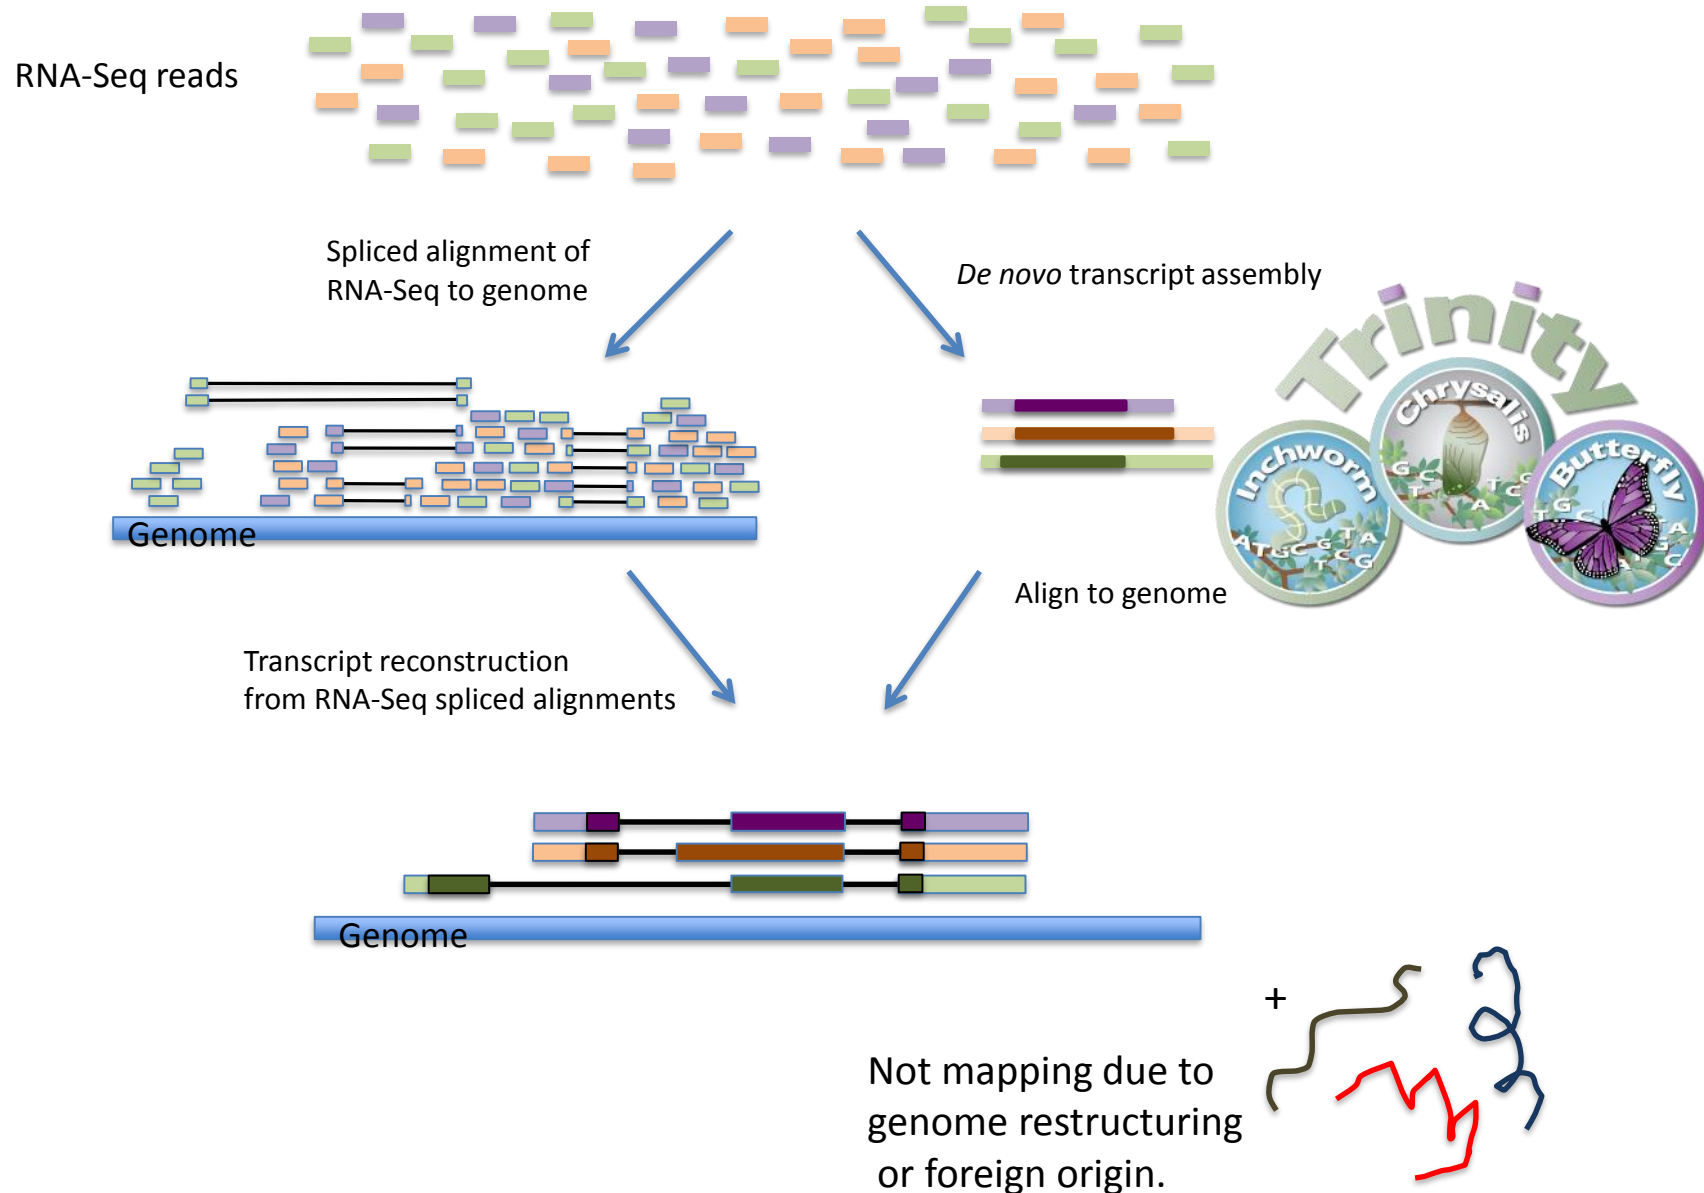 RNA-Seq reads
Spliced alignment of
RNA-Seq to genome
De novo transcript assembly
Trinity
Chrysalis
Inchworm
Butterfly
Genome
Align to genome
Transcript reconstruction
from RNA-Seq spliced alignments
Genome
+
Not mapping due to
genome restructuring
or foreign origin.